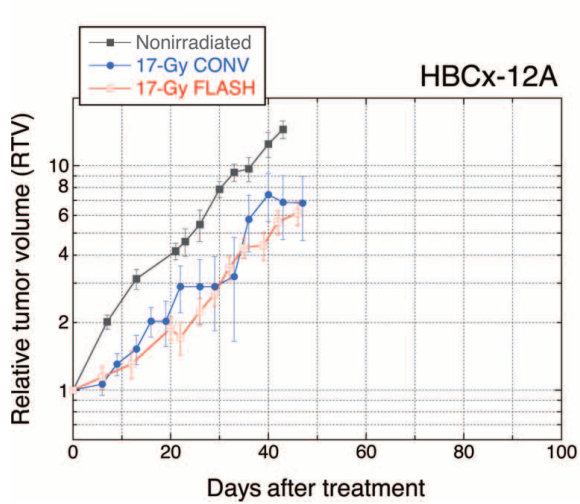 Nonirradiated
17-Gy CONV
17-Gy FLASH
HBCx-12A
Relative tumor volume (RTV)
10
8
6
4
2
1
0 20 40 60 80 100
Days after treatment